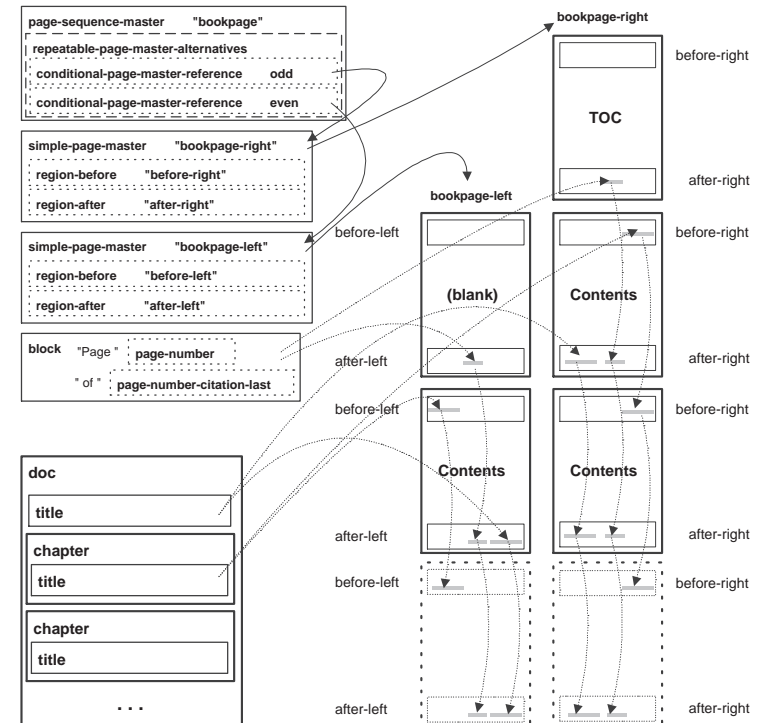 page-sequence-master "bookpage"
repeatable-page-master-alternatives
conditional-page-master-reference odd
conditional-page-master-reference even
simple-page-master "bookpage-right"
region-before "before-right"
region-after "after-right"
simple-page-master "bookpage-left"
region-before "before-left"
region-after "after-left"
block "Page " page-number
" of " page-number-citation-last
doc
title
chapter
title
chapter
title
. . .
bookpage-right
before-right
TOC
after-right
bookpage-left
before-left
before-right
(blank)
Contents
after-left
after-right
before-left
before-right
Contents
Contents
after-left
after-right
before-left
before-right
after-left
after-right